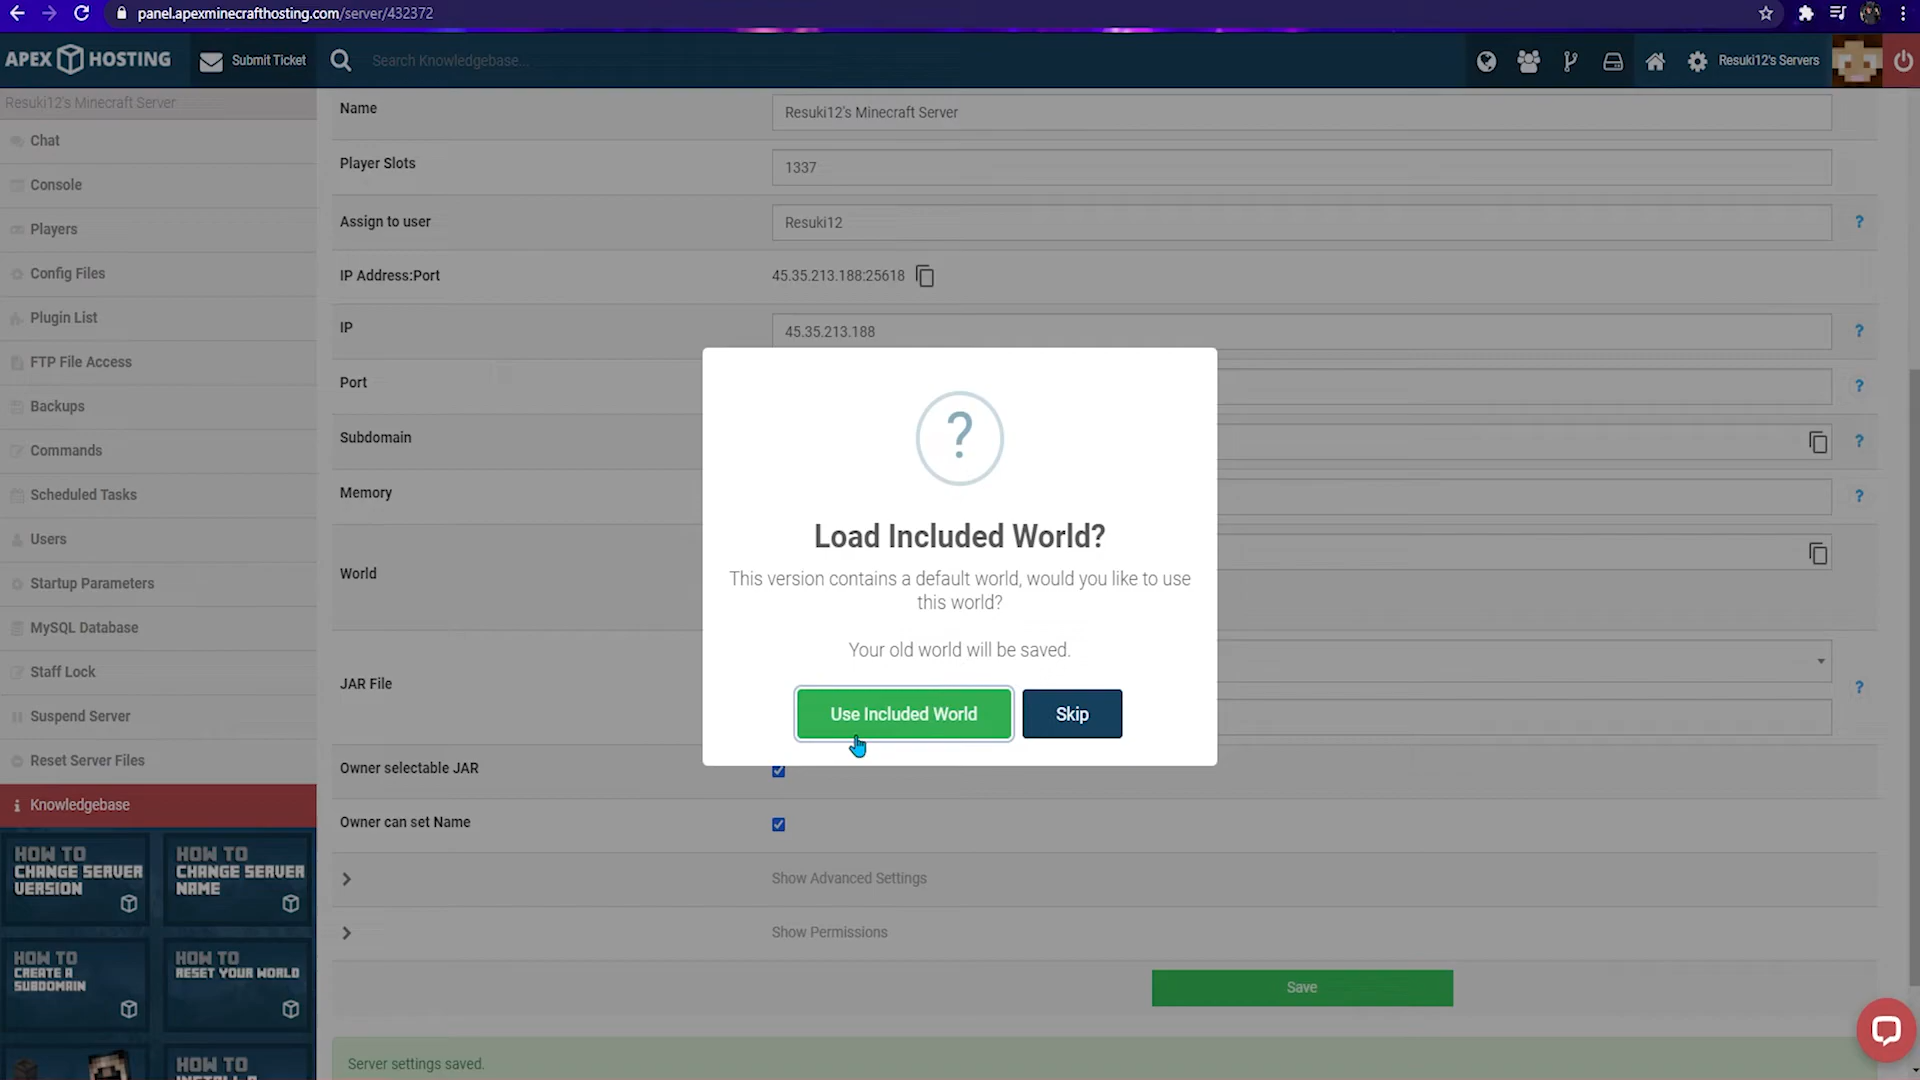 panel.apexminecrafthosting.com/server/432372
APEX HOSTING
Submit Ticket
Search Knowledgebase...
Resuki12's Servers
Resuki12's Minecraft Server
Chat
Console
Players
Config Files
Plugin List
FTP File Access
Backups
Commands
Scheduled Tasks
Users
Startup Parameters
MySQL Database
Staff Lock
Suspend Server
Reset Server Files
Knowledgebase
HOW TO
CHANGE SERVER
VERSION
HOW TO
CHANGE SERVER
NAME
HOW TO
CREATE A
SUBDOMAIN
HOW TO
RESET YOUR WORLD
HOW TO
Name
Resuki12's Minecraft Server
Player Slots
1337
Assign to user
Resuki12
?
IP Address:Port
45.35.213.188:25618
IP
45.35.213.188
?
Port
?
Subdomain
?
Memory
?
World
JAR File
?
Owner selectable JAR
Owner can set Name
Show Advanced Settings
Show Permissions
Save
Server settings saved.
?
Load Included World?
This version contains a default world, would you like to use
this world?
Your old world will be saved.
Use Included World
Skip